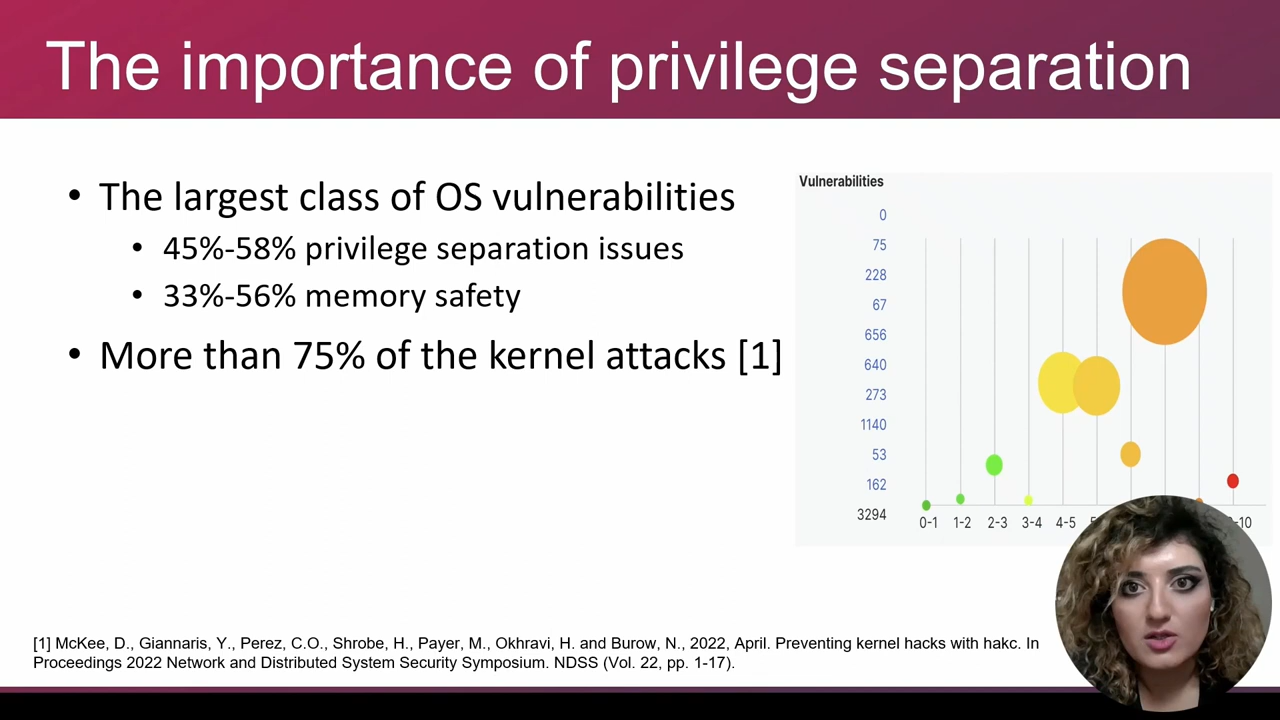 The importance of privilege separation
• The largest class of OS vulnerabilities
• 45%-58% privilege separation issues
• 33%-56% memory safety
• More than 75% of the kernel attacks [1]
Vulnerabilities
0
75
228
67
656
640
273
1140
53
162
3294
0-1 1-2 2-3 3-4 4-5
[1] McKee, D., Giannaris, Y., Perez, C.O., Shrobe, H., Payer, M., Okhravi, H. and Burow, N., 2022, April. Preventing kernel hacks with hakc. In
Proceedings 2022 Network and Distributed System Security Symposium. NDSS (Vol. 22, pp. 1-17).